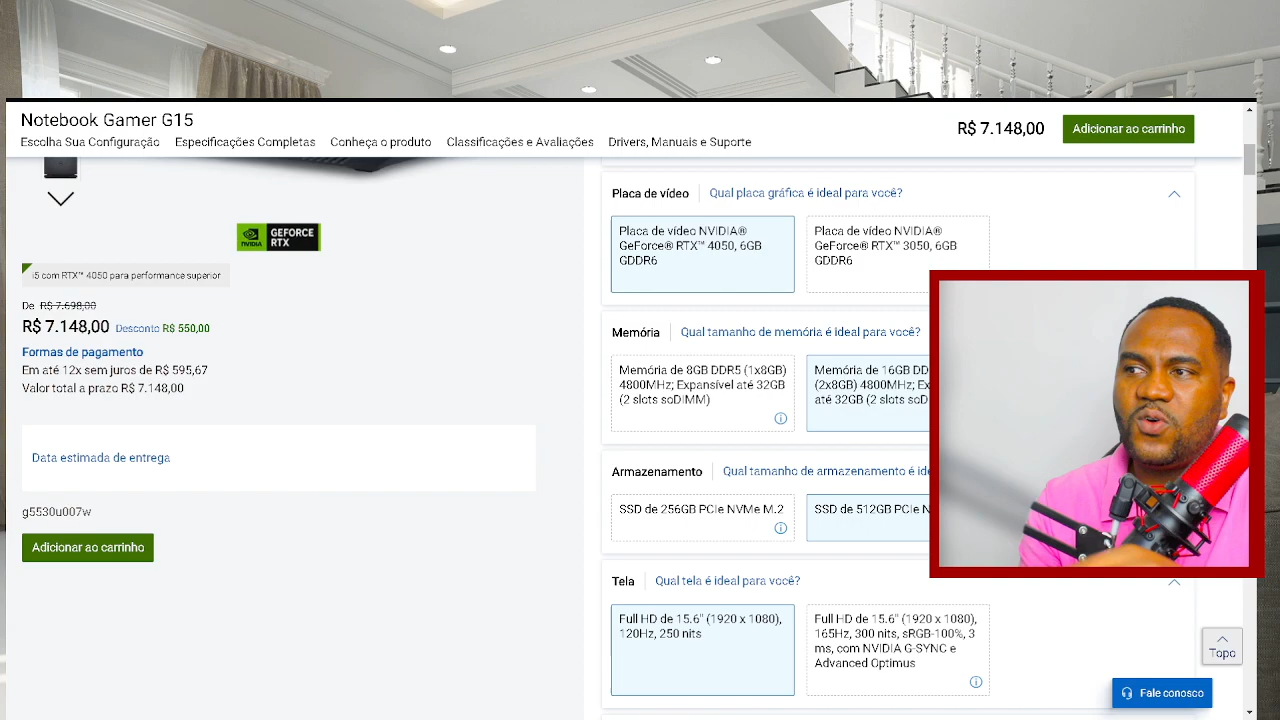 Notebook Gamer G15
R$ 7.148,00
Adicionar ao carrinho
Escolha Sua Configuração
Especificações Completas
Conheça o produto
Classificações e Avaliações
Drivers, Manuais e Suporte
NVIDIA
GEFORCE
RTX
i5 com RTX™ 4050 para performance superior
De R$ 7.698,00
R$ 7.148,00 Desconto R$ 550,00
Formas de pagamento
Em até 12x sem juros de R$ 595,67
Valor total a prazo R$ 7.148,00
Data estimada de entrega
g5530u007w
Adicionar ao carrinho
Placa de vídeo
Qual placa gráfica é ideal para você?
Placa de vídeo NVIDIA®
GeForce® RTX™ 4050, 6GB
GDDR6
Placa de vídeo NVIDIA®
GeForce® RTX™ 3050, 6GB
GDDR6
Memória
Qual tamanho de memória é ideal para você?
Memória de 8GB DDR5 (1x8GB)
4800MHz; Expansível até 32GB
(2 slots soDIMM)
Memória de 16GB DD
(2x8GB) 4800MHz; E
até 32GB (2 slots soD
Armazenamento
Qual tamanho de armazenamento é ide
SSD de 256GB PCIe NVMe M.2
SSD de 512GB PCIe N
Tela
Qual tela é ideal para você?
Full HD de 15.6" (1920 x 1080),
120Hz, 250 nits
Full HD de 15.6" (1920 x 1080),
165Hz, 300 nits, sRGB-100%, 3
ms, com NVIDIA G-SYNC e
Advanced Optimus
Topo
Fale conosco